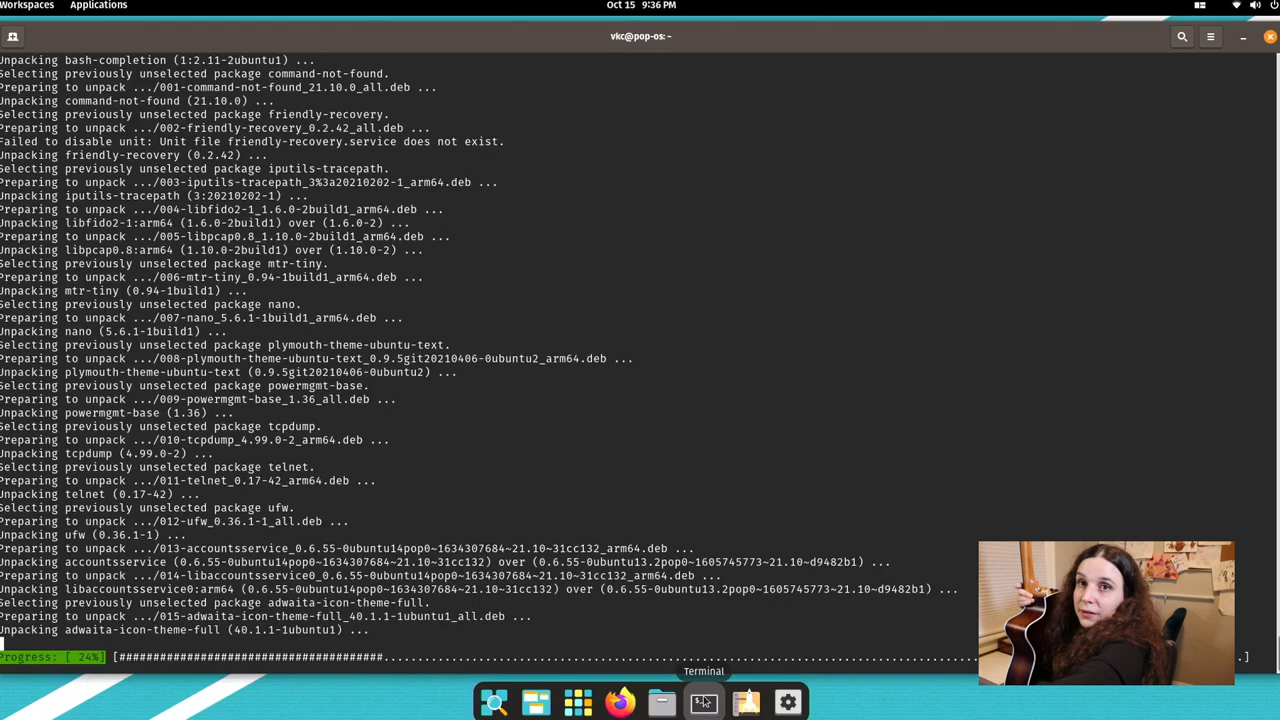 Workspaces
Applications
Oct 15 9:36 PM
vkc@pop-os: ~
Unpacking bash-completion (1:2.11-2ubuntu1) ...
Selecting previously unselected package command-not-found.
Preparing to unpack .../001-command-not-found_21.10.0_all.deb ...
Unpacking command-not-found (21.10.0) ...
Selecting previously unselected package friendly-recovery.
Preparing to unpack .../002-friendly-recovery_0.2.42_all.deb ...
Failed to disable unit: Unit file friendly-recovery.service does not exist.
Unpacking friendly-recovery (0.2.42) ...
Selecting previously unselected package iputils-tracepath.
Preparing to unpack .../003-iputils-tracepath_3%3a20210202-1_arm64.deb ...
Unpacking iputils-tracepath (3:20210202-1) ...
Preparing to unpack .../004-libfido2-1_1.6.0-2build1_arm64.deb ...
Unpacking libfido2-1:arm64 (1.6.0-2build1) over (1.6.0-2) ...
Preparing to unpack .../005-libpcap0.8_1.10.0-2build1_arm64.deb ...
Unpacking libpcap0.8:arm64 (1.10.0-2build1) over (1.10.0-2) ...
Selecting previously unselected package mtr-tiny.
Preparing to unpack .../006-mtr-tiny_0.94-1build1_arm64.deb ...
Unpacking mtr-tiny (0.94-1build1) ...
Selecting previously unselected package nano.
Preparing to unpack .../007-nano_5.6.1-1build1_arm64.deb ...
Unpacking nano (5.6.1-1build1) ...
Selecting previously unselected package plymouth-theme-ubuntu-text.
Preparing to unpack .../008-plymouth-theme-ubuntu-text_0.9.5git20210406-0ubuntu2_arm64.deb ...
Unpacking plymouth-theme-ubuntu-text (0.9.5git20210406-0ubuntu2) ...
Selecting previously unselected package powermgmt-base.
Preparing to unpack .../009-powermgmt-base_1.36_all.deb ...
Unpacking powermgmt-base (1.36) ...
Selecting previously unselected package tcpdump.
Preparing to unpack .../010-tcpdump_4.99.0-2_arm64.deb ...
Unpacking tcpdump (4.99.0-2) ...
Selecting previously unselected package telnet.
Preparing to unpack .../011-telnet_0.17-42_arm64.deb ...
Unpacking telnet (0.17-42) ...
Selecting previously unselected package ufw.
Preparing to unpack .../012-ufw_0.36.1-1_all.deb ...
Unpacking ufw (0.36.1-1) ...
Preparing to unpack .../013-accountsservice_0.6.55-0ubuntu14pop0~1634307684~21.10~31cc132_arm64.deb ...
Unpacking accountsservice (0.6.55-0ubuntu14pop0~1634307684~21.10~31cc132) over (0.6.55-0ubuntu13.2pop0~1605745773~21.10~d9482b1) ...
Preparing to unpack .../014-libaccountsservice0_0.6.55-0ubuntu14pop0~1634307684~21.10~31cc132_arm64.deb ...
Unpacking libaccountsservice0:arm64 (0.6.55-0ubuntu14pop0~1634307684~21.10~31cc132) over (0.6.55-0ubuntu13.2pop0~1605745773~21.10~d9482b1) ...
Selecting previously unselected package adwaita-icon-theme-full.
Preparing to unpack .../015-adwaita-icon-theme-full_40.1.1-1ubuntu1_all.deb ...
Unpacking adwaita-icon-theme-full (40.1.1-1ubuntu1) ...
Progress: [ 24%] [#######################################.......................................................................................]
Terminal